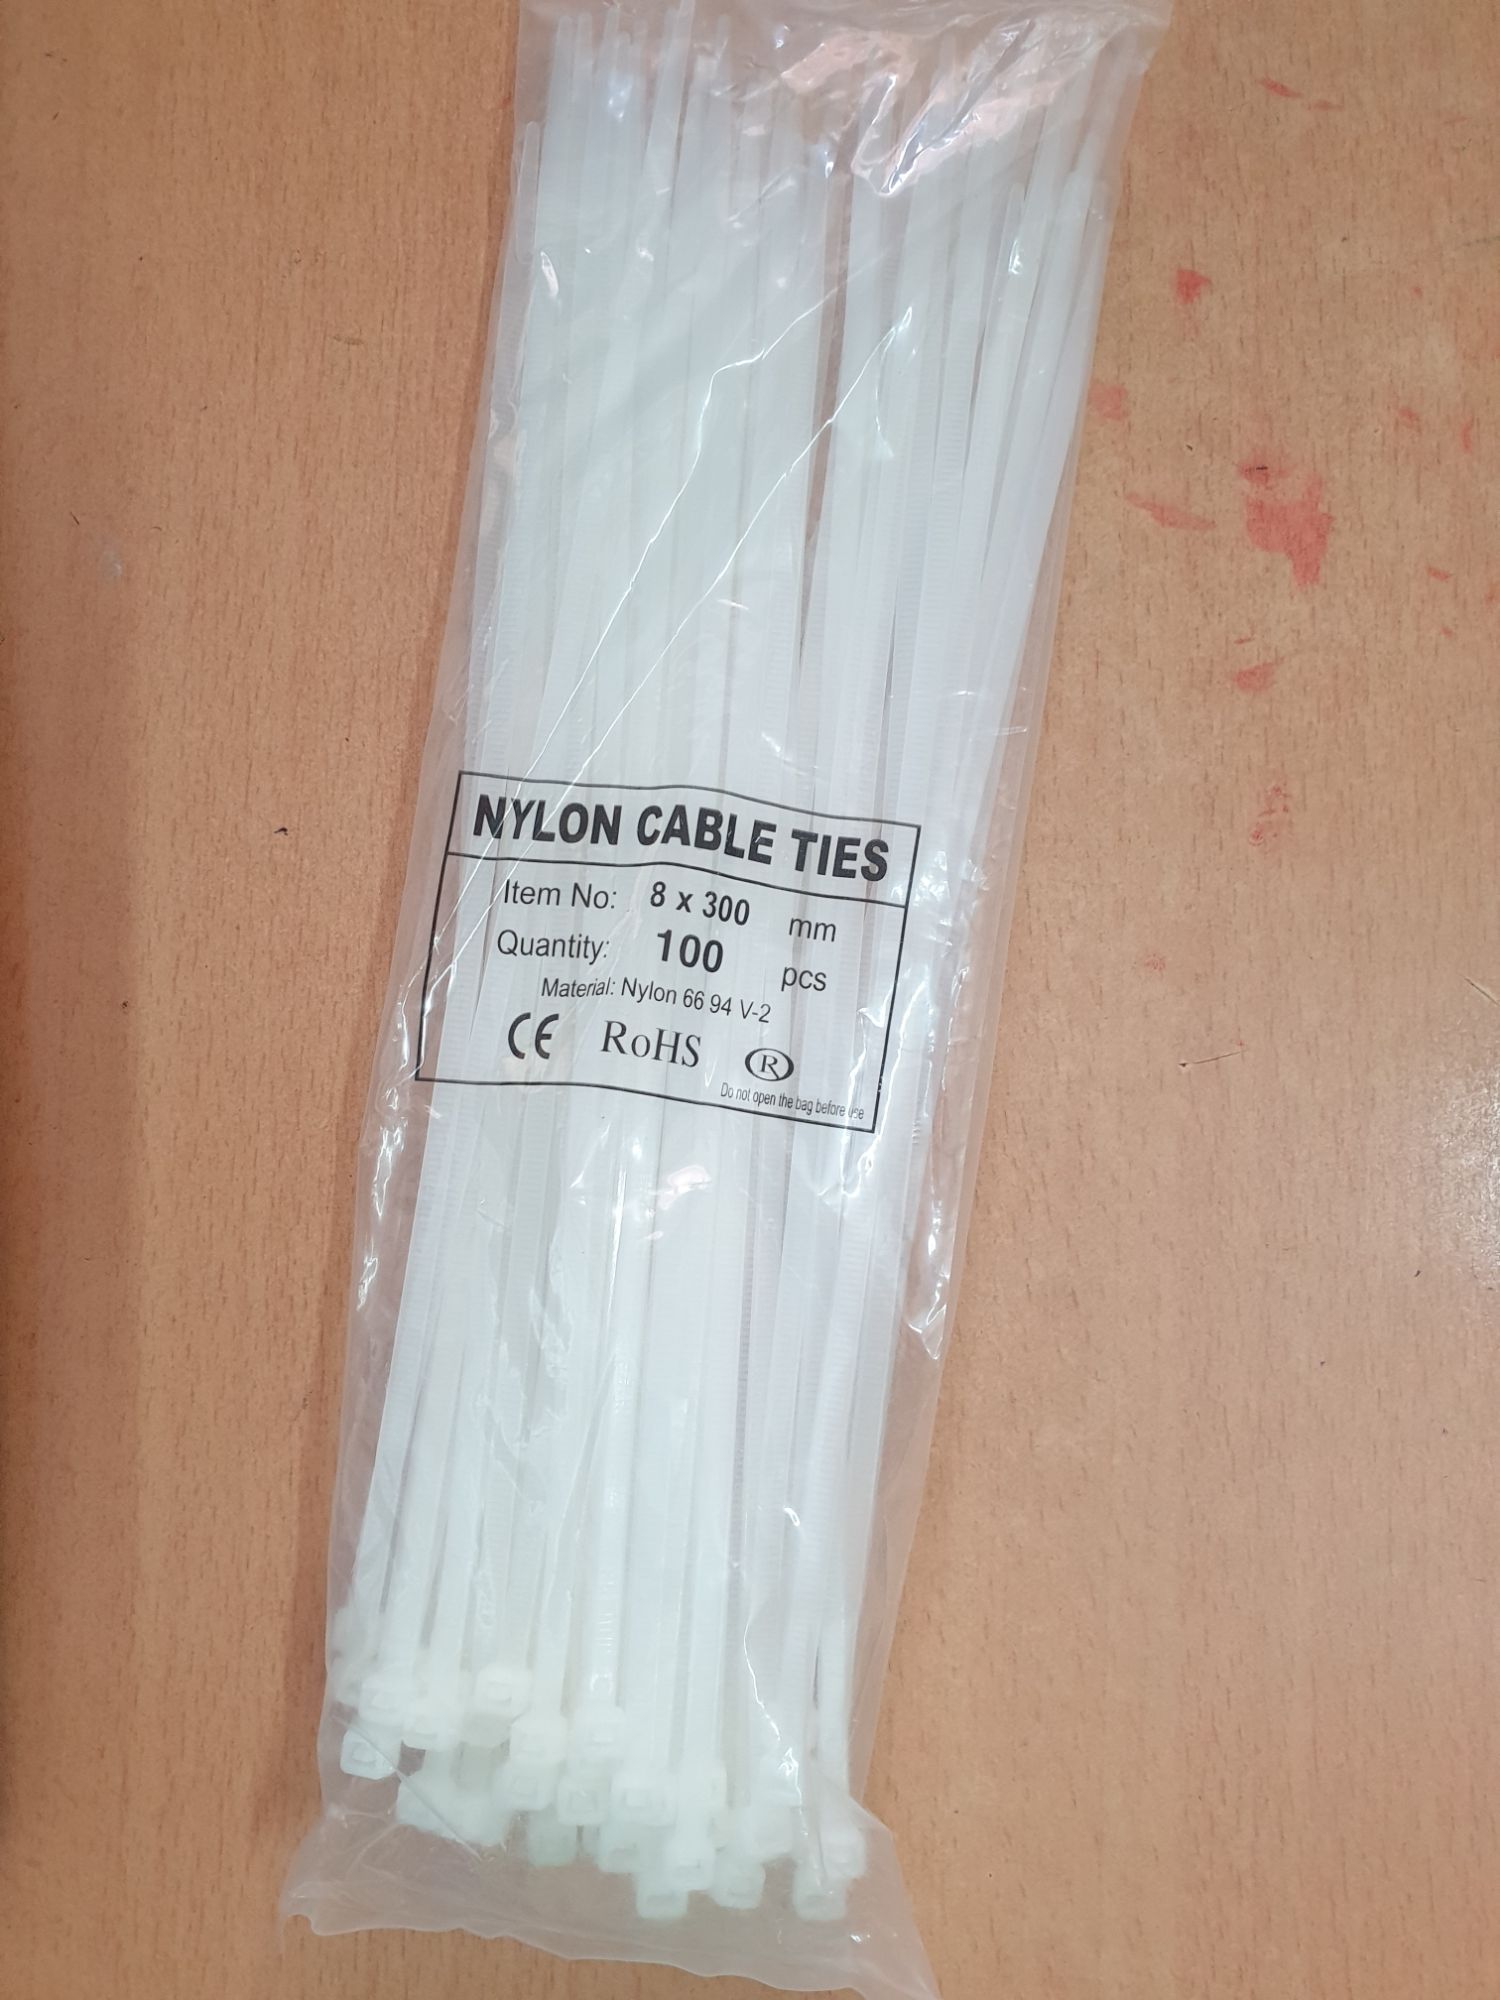 NYLON CABLE TIES
Item No: 8 x 300 mm
Quantity: 100 pcs
Material: Nylon 66 94 V-2
CE RoHS ®
Do not open the bag before use